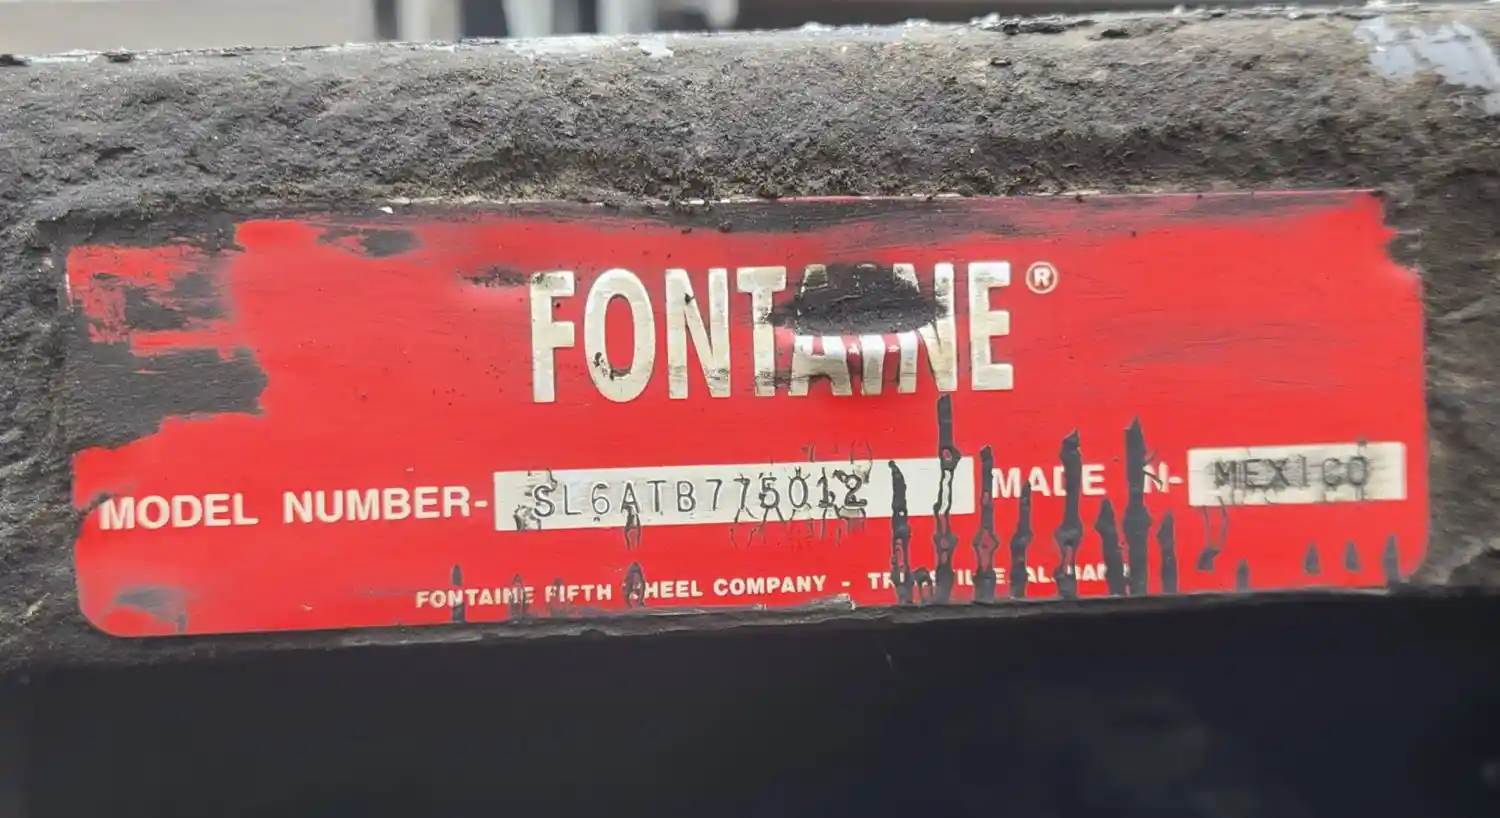 FONTAINE®
MODEL NUMBER- SL6ATB775012 MADE IN- MEXICO
FONTAINE FIFTH WHEEL COMPANY -